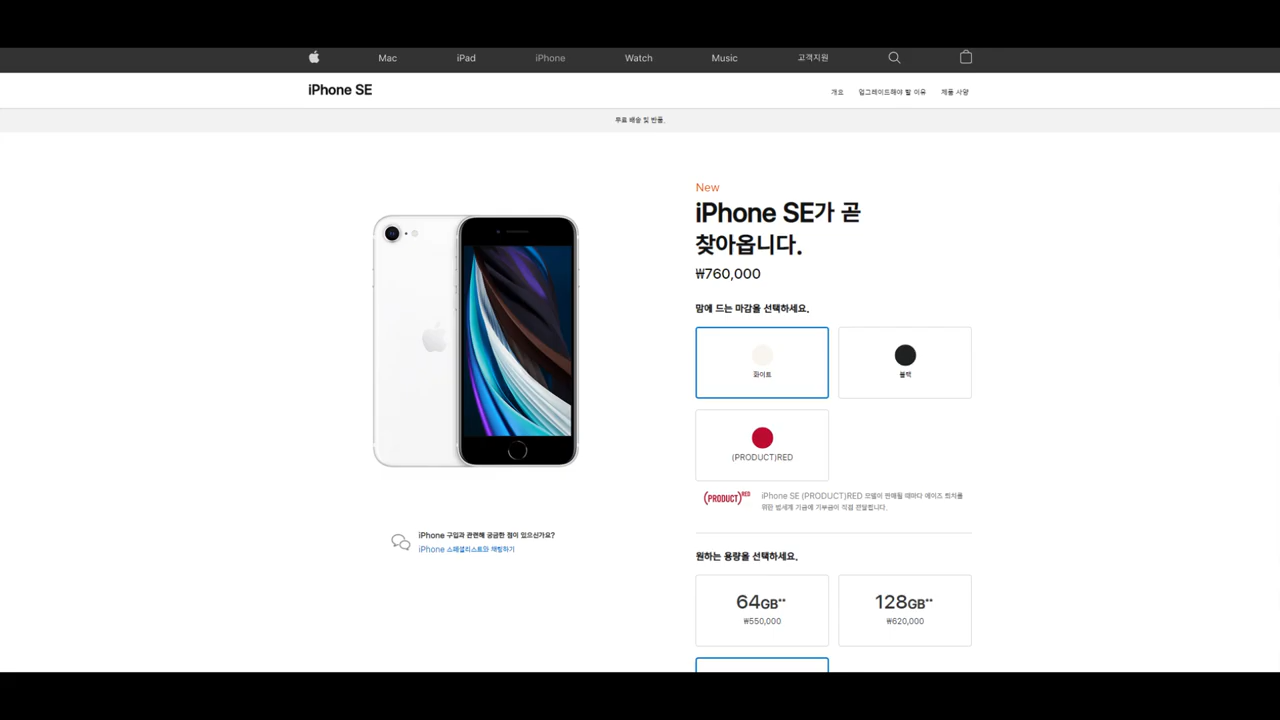 Mac
iPad
iPhone
Watch
Music
고객지원
iPhone SE
개요
업그레이드해야 할 이유
제품 사양
무료 배송 및 반품.
New
iPhone SE가 곧
찾아옵니다.
₩760,000
맘에 드는 마감을 선택하세요.
화이트
블랙
(PRODUCT)RED
(PRODUCT)RED
iPhone SE (PRODUCT)RED 모델이 판매될 때마다 에이즈 퇴치를
위한 범세계 기금에 기부금이 직접 전달됩니다.
iPhone 구입과 관련해 궁금한 점이 있으신가요?
iPhone 스페셜리스트와 채팅하기
원하는 용량을 선택하세요.
64GB**
₩550,000
128GB**
₩620,000